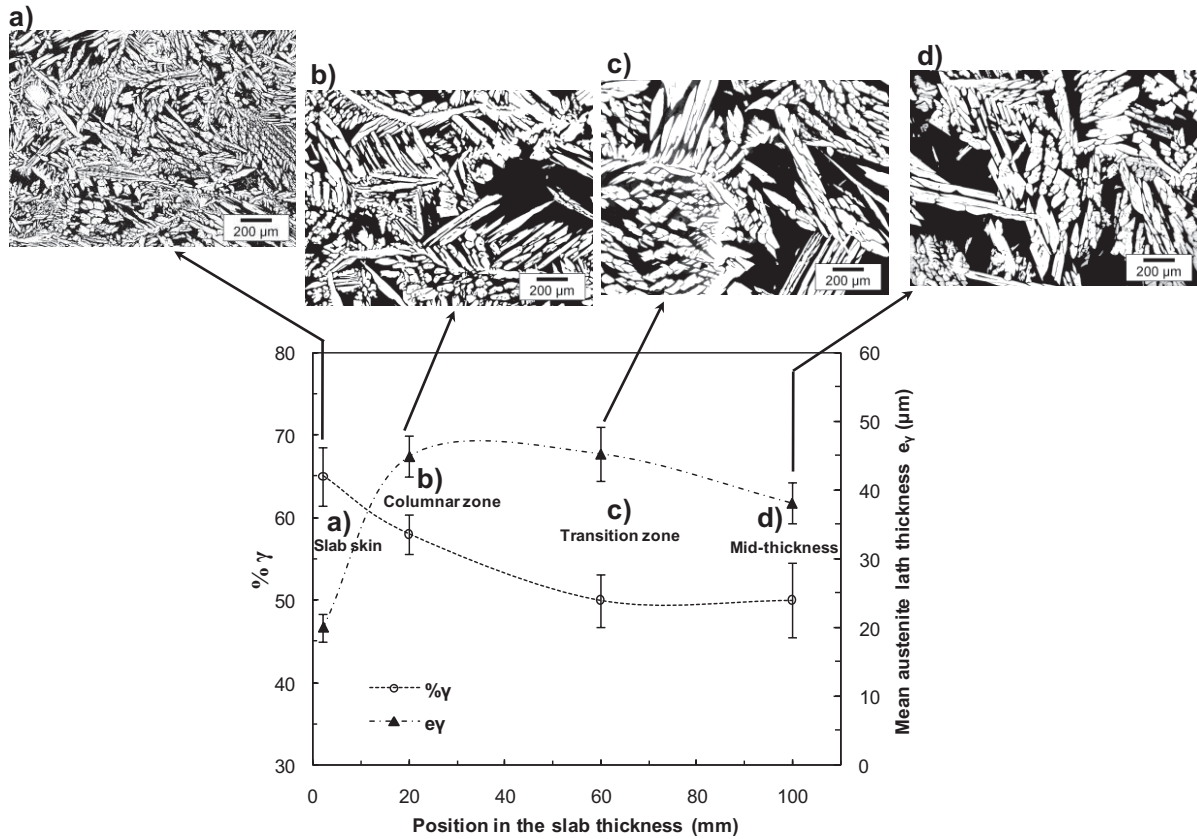 a)
b)
c)
d)
200 µm
200 µm
200 µm
200 µm
80
70
60
50
40
30
% γ
60
50
40
30
20
10
0
Mean austenite lath thickness eγ (µm)
a)
Slab skin
b)
Columnar zone
c)
Transition zone
d)
Mid-thickness
%γ
eγ
0
20
40
60
80
100
Position in the slab thickness (mm)